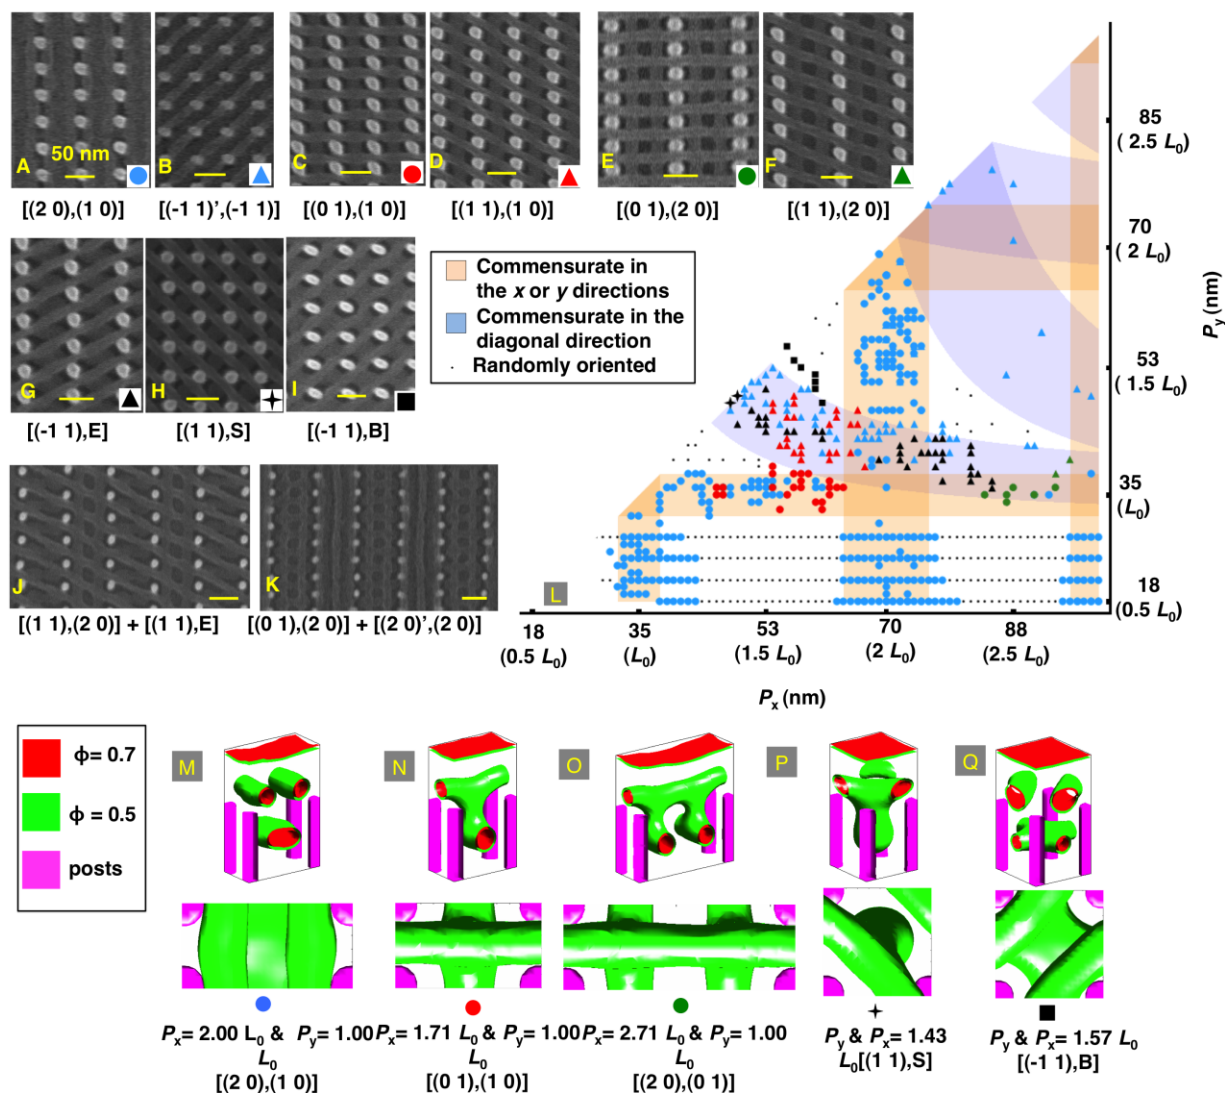 A
50 nm
B
C
D
E
F
[(2 0),(1 0)]
[(-1 1)',(-1 1)]
[(0 1),(1 0)]
[(1 1),(1 0)]
[(0 1),(2 0)]
[(1 1),(2 0)]
G
H
I
[(-1 1),E]
[(1 1),S]
[(-1 1),B]
Commensurate in
the x or y directions
Commensurate in the
diagonal direction
Randomly oriented
J
K
[(1 1),(2 0)] + [(1 1),E]
[(0 1),(2 0)] + [(2 0)',(2 0)]
L
85
(2.5 L0)
70
(2 L0)
53
(1.5 L0)
35
(L0)
18
(0.5 L0)
Py (nm)
18
(0.5 L0)
35
(L0)
53
(1.5 L0)
70
(2 L0)
88
(2.5 L0)
Px (nm)
ϕ= 0.7
ϕ = 0.5
posts
M
N
O
P
Q
Px= 2.00 L0 & Py= 1.00
L0
[(2 0),(1 0)]
Px= 1.71 L0 & Py= 1.00
L0
[(0 1),(1 0)]
Px= 2.71 L0 & Py= 1.00
L0
[(2 0),(0 1)]
Py & Px= 1.43
L0[(1 1),S]
Py & Px= 1.57 L0
[(-1 1),B]